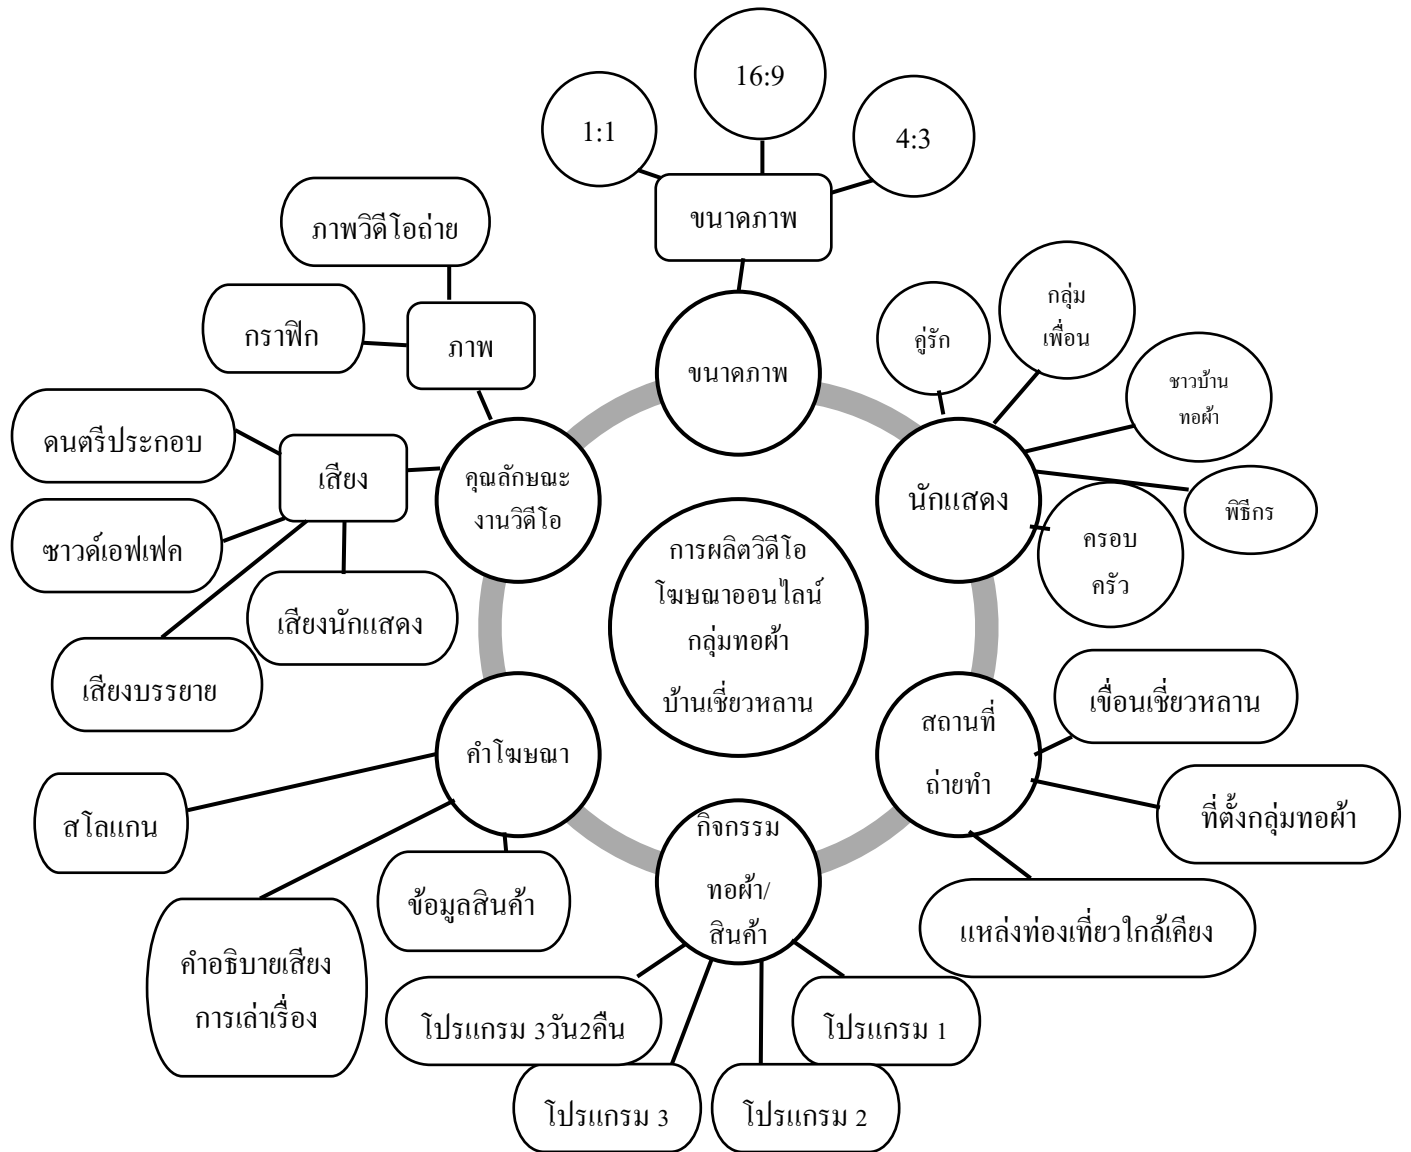 16:9
1:1
4:3
ขนาดภาพ
ภาพวิดีโอถ่าย
กราฟิก
ภาพ
ขนาดภาพ
คู่รัก
กลุ่ม
เพื่อน
ชาวบ้าน
ทอผ้า
พิธีกร
ครอบ
ครัว
นักแสดง
ดนตรีประกอบ
เสียง
คุณลักษณะ
งานวิดีโอ
ซาวด์เอฟเฟค
เสียงนักแสดง
เสียงบรรยาย
การผลิตวิดีโอ
โฆษณาออนไลน์
กลุ่มทอผ้า
บ้านเชี่ยวหลาน
คำโฆษณา
สโลแกน
คำอธิบายเสียง
การเล่าเรื่อง
ข้อมูลสินค้า
สถานที่
ถ่ายทำ
เขื่อนเชี่ยวหลาน
ที่ตั้งกลุ่มทอผ้า
แหล่งท่องเที่ยวใกล้เคียง
กิจกรรม
ทอผ้า/
สินค้า
โปรแกรม 3วัน2คืน
โปรแกรม 1
โปรแกรม 3
โปรแกรม 2